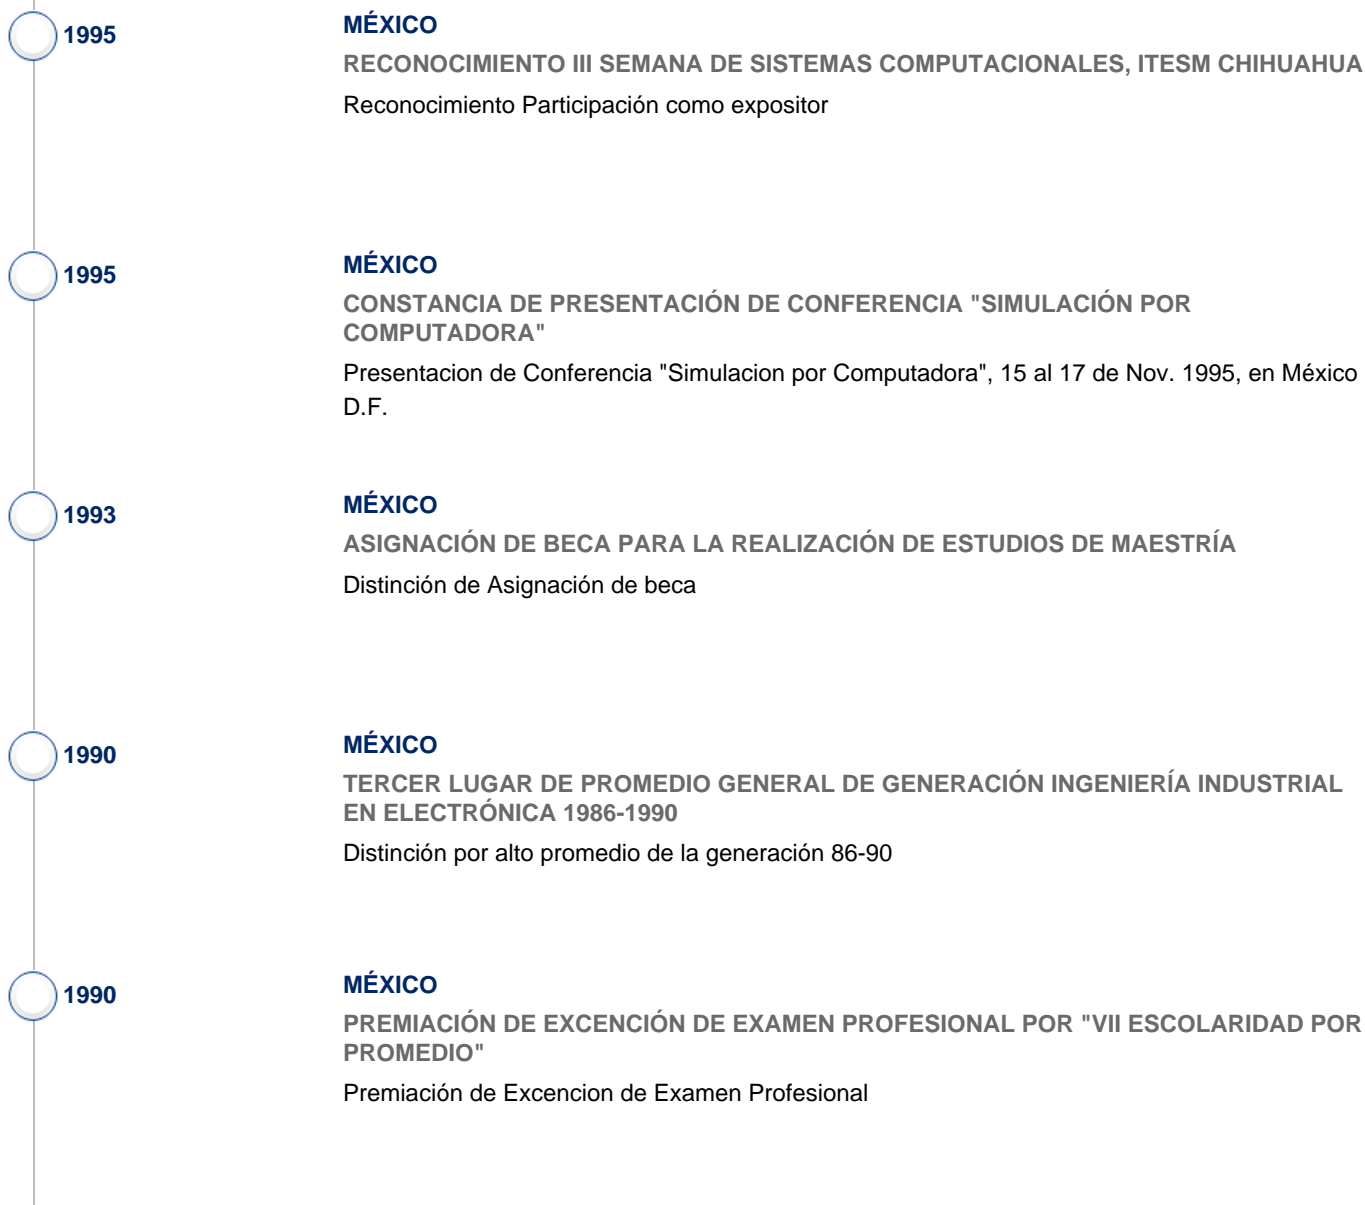 1995
MÉXICO
RECONOCIMIENTO III SEMANA DE SISTEMAS COMPUTACIONALES, ITESM CHIHUAHUA
Reconocimiento Participación como expositor
1995
MÉXICO
CONSTANCIA DE PRESENTACIÓN DE CONFERENCIA "SIMULACIÓN POR
COMPUTADORA"
Presentacion de Conferencia "Simulacion por Computadora", 15 al 17 de Nov. 1995, en México
D.F.
1993
MÉXICO
ASIGNACIÓN DE BECA PARA LA REALIZACIÓN DE ESTUDIOS DE MAESTRÍA
Distinción de Asignación de beca
1990
MÉXICO
TERCER LUGAR DE PROMEDIO GENERAL DE GENERACIÓN INGENIERÍA INDUSTRIAL
EN ELECTRÓNICA 1986-1990
Distinción por alto promedio de la generación 86-90
1990
MÉXICO
PREMIACIÓN DE EXCENCIÓN DE EXAMEN PROFESIONAL POR "VII ESCOLARIDAD POR
PROMEDIO"
Premiación de Excencion de Examen Profesional